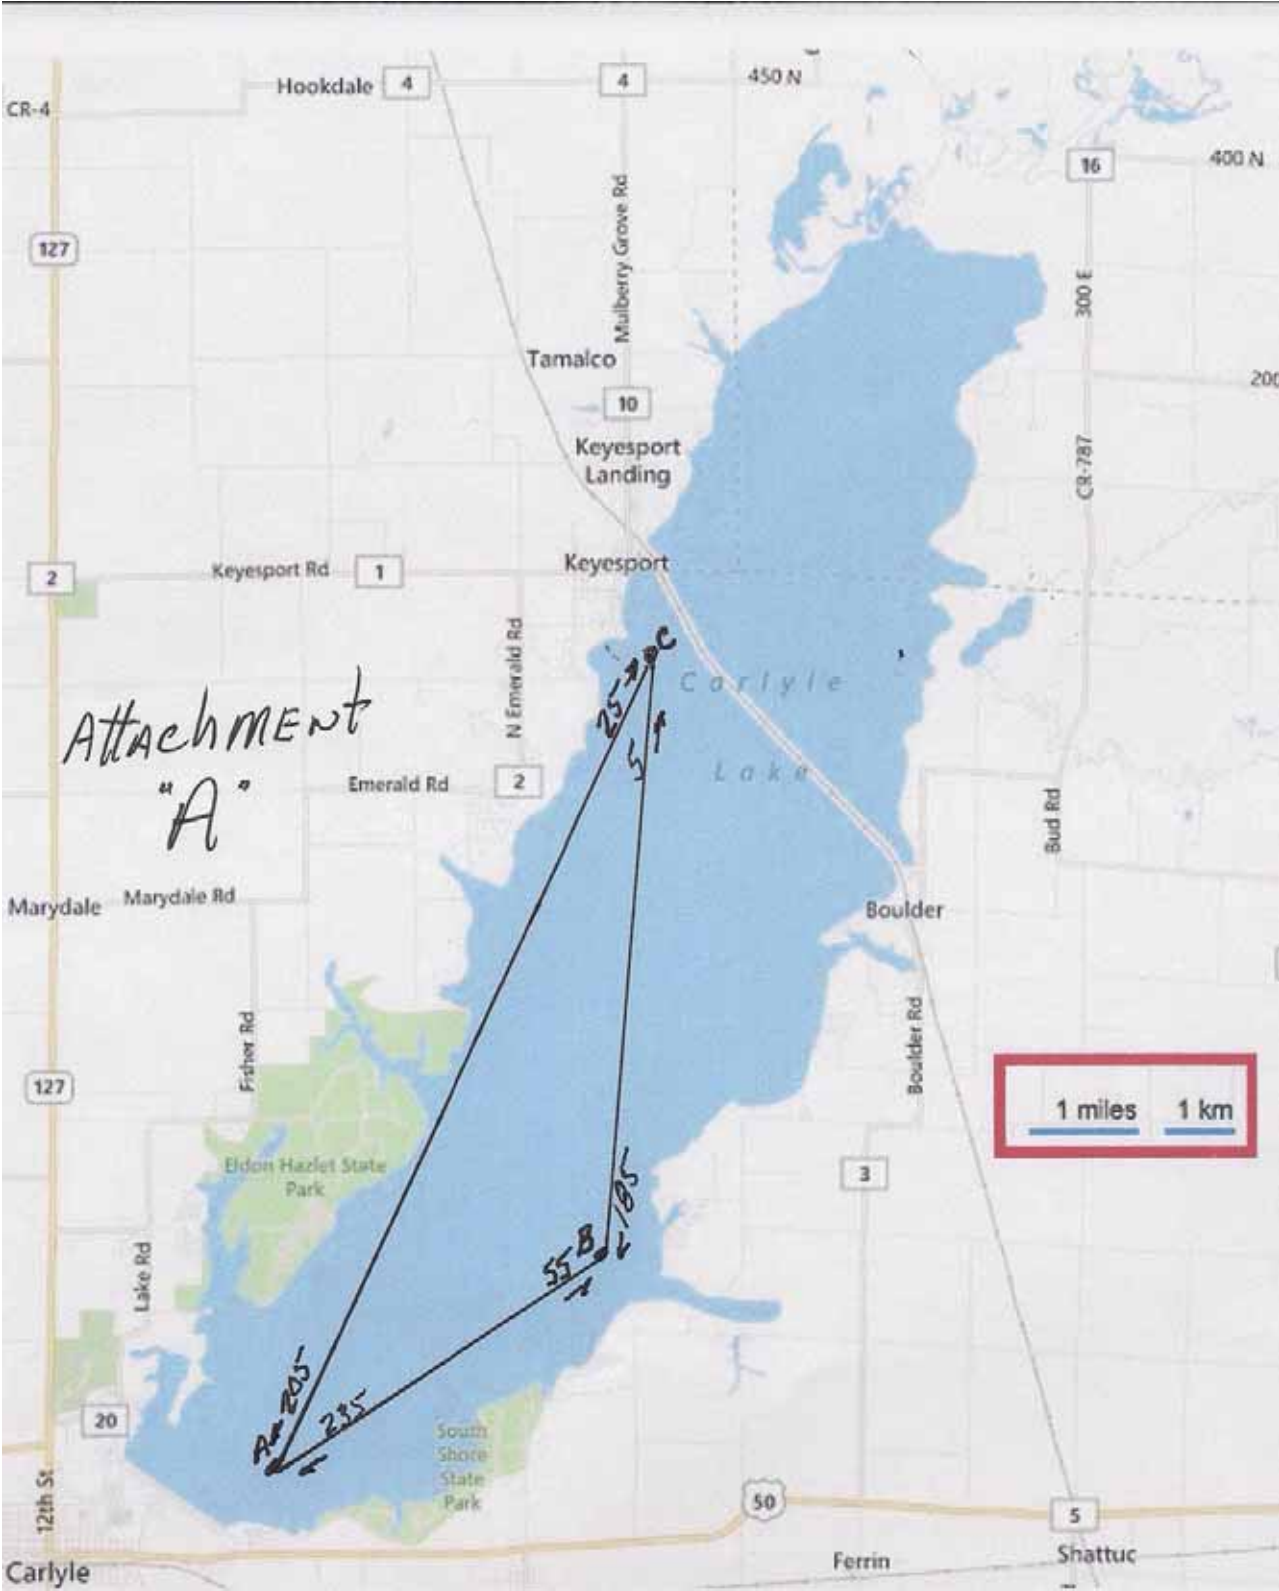 Hookdale
4
4
450 N
CR-4
16
400 N
127
Mulberry Grove Rd
300 E
Tamalco
200
10
Keyesport
Landing
CR-787
Keyesport
2
Keyesport Rd
1
N Emerald Rd
C
25
Carlyle
Attachment
"A"
5
Lake
Emerald Rd
2
Bud Rd
Marydale
Marydale Rd
Boulder
Fisher Rd
Boulder Rd
127
1 miles
1 km
Eldon Hazlet State
Park
3
185
B
55
Lake Rd
205
235
A
20
South
Shore
State
Park
12th St
50
5
Carlyle
Ferrin
Shattuc